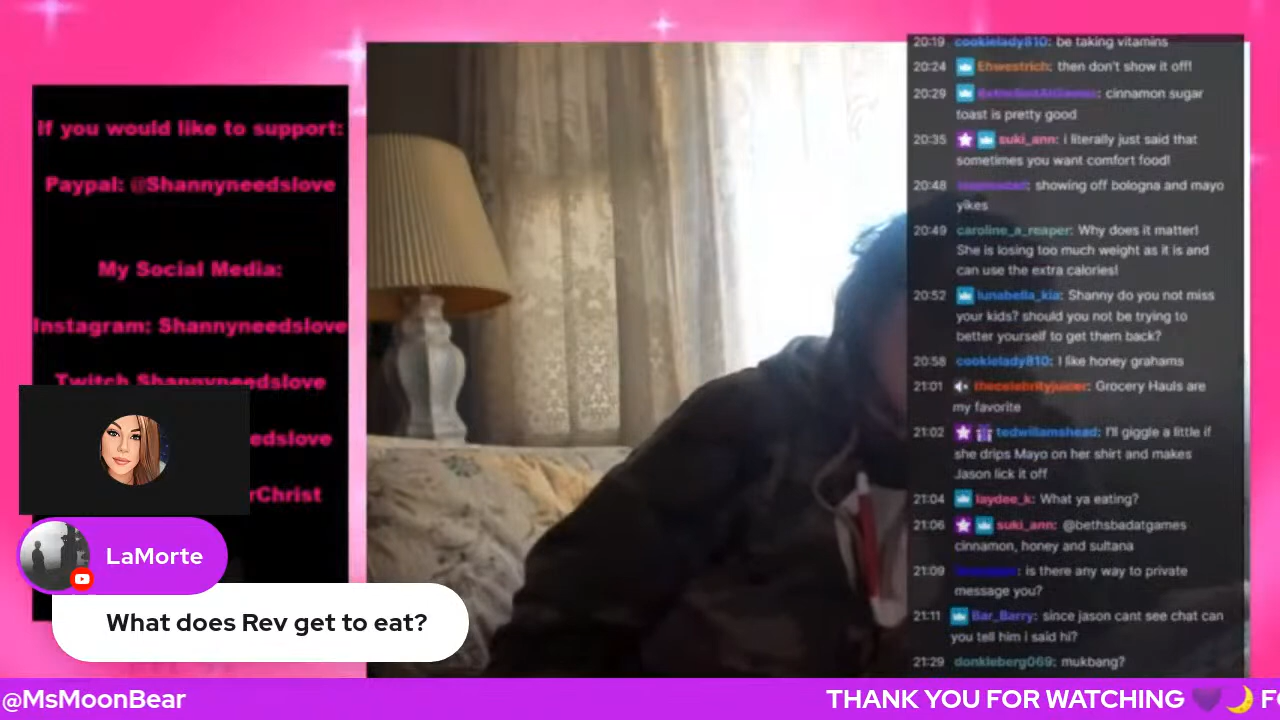 If you would like to support:
Paypal: @Shannyneedslove
My Social Media:
Instagram: Shannyneedslove
Twitch Shannyneedslove
edslove
rChrist
LaMorte
What does Rev get to eat?
20:19 cookielady810: be taking vitamins
20:24 Ehwestrich: then don't show it off!
20:29 : cinnamon sugar
toast is pretty good
20:35 suki_ann: i literally just said that
sometimes you want comfort food!
20:48 : showing off bologna and mayo
yikes
20:49 caroline_a_reaper: Why does it matter!
She is losing too much weight as it is and
can use the extra calories!
20:52 lunabella_kia: Shanny do you not miss
your kids? should you not be trying to
better yourself to get them back?
20:58 cookielady810: I like honey grahams
21:01 thecelebrityjuicer: Grocery Hauls are
my favorite
21:02 tedwiliamshead: I'll giggle a little if
she drips Mayo on her shirt and makes
Jason lick it off
21:04 laydee_k: What ya eating?
21:06 suki_ann: @bethsbadatgames
cinnamon, honey and sultana
21:09 : is there any way to private
message you?
21:11 Bar_Barry: since jason cant see chat can
you tell him i said hi?
21:29 donkleberg069: mukbang?
@MsMoonBear
THANK YOU FOR WATCHING 💜🌙 FO